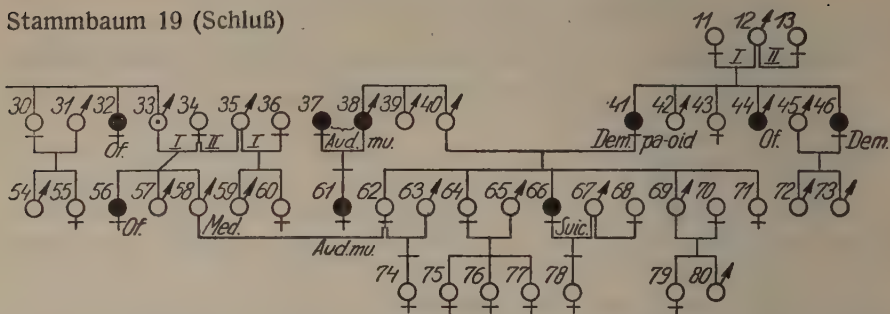 Stammbaum 19 (Schluß)
11 12 13
I II
30 31 32 33 34 35 36 37 38 39 40 41 42 43 44 45 46
Of. I II I Aud. mu. Dem. pa-oid Of. Dem.
54 55 56 57 58 59 60 61 62 63 64 65 66 67 68 69 70 71 72 73
Of. Med. Suic.
Aud.mu.
74 75 76 77 78 79 80